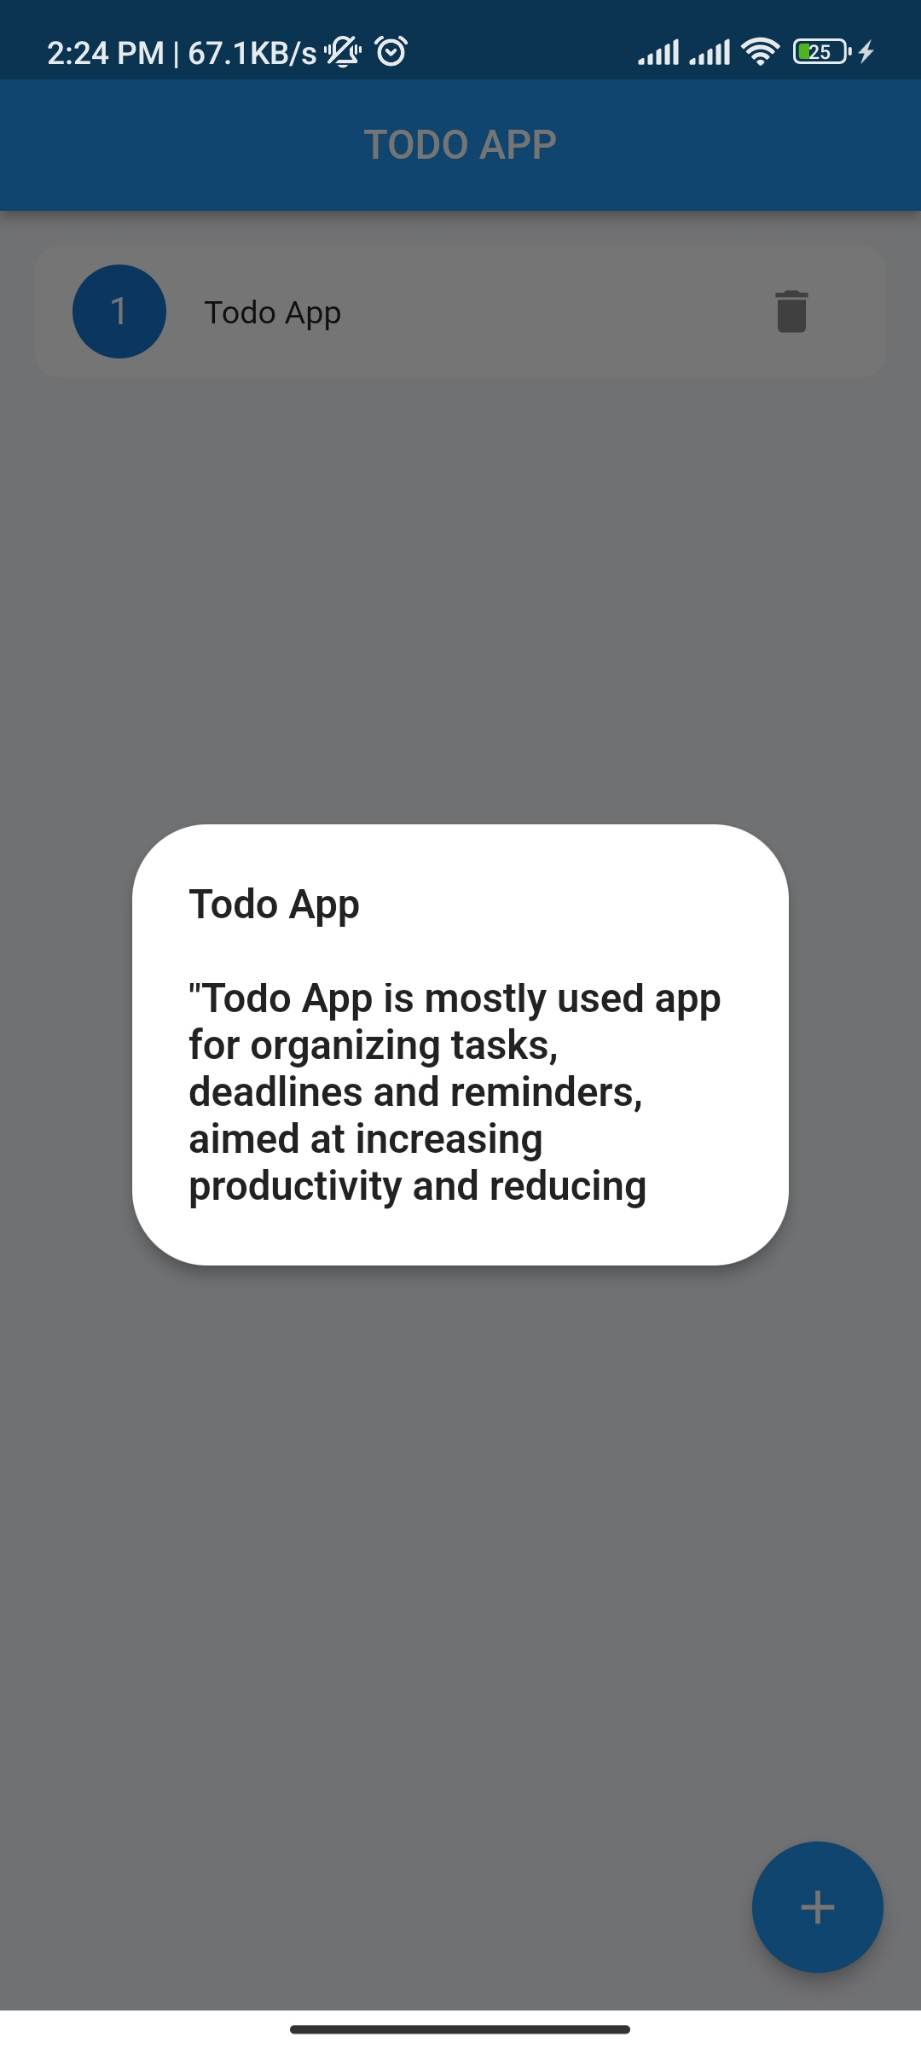 2:24 PM | 67.1KB/s 25
TODO APP
1 Todo App
Todo App
"Todo App is mostly used app
for organizing tasks,
deadlines and reminders,
aimed at increasing
productivity and reducing
+